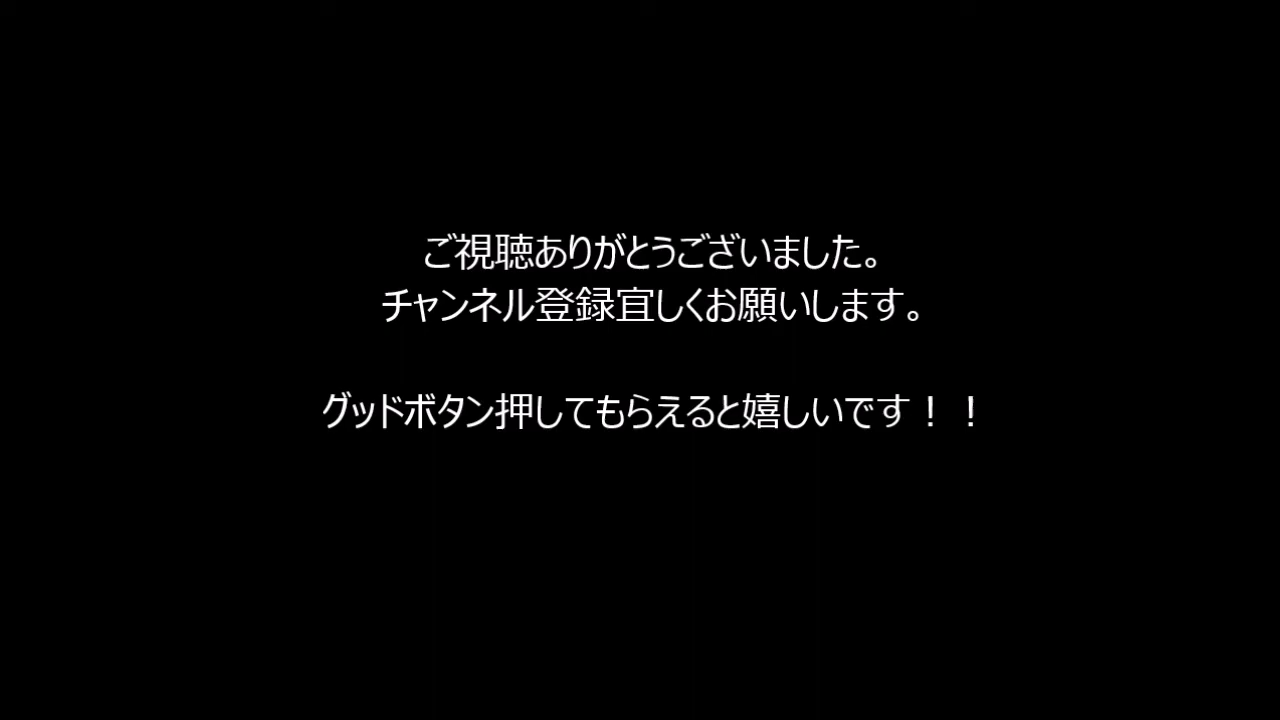 ご視聴ありがとうございました。
チャンネル登録宜しくお願いします。
グッドボタン押してもらえると嬉しいです！！